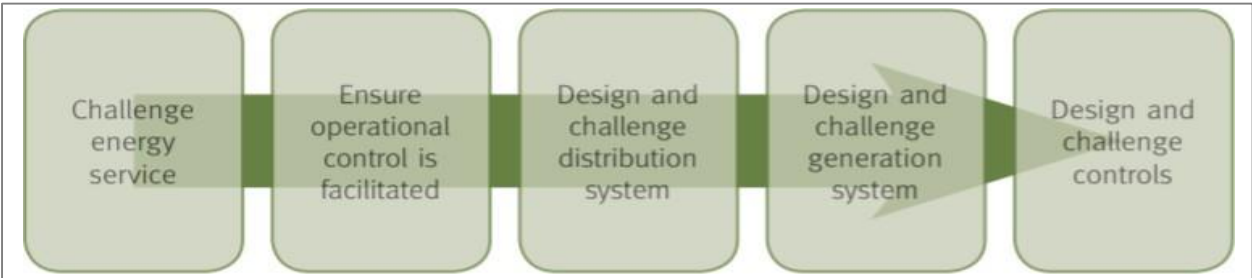 Challenge
energy
service
Ensure
operational
control is
facilitated
Design and
challenge
distribution
system
Design and
challenge
generation
system
Design and
challenge
controls